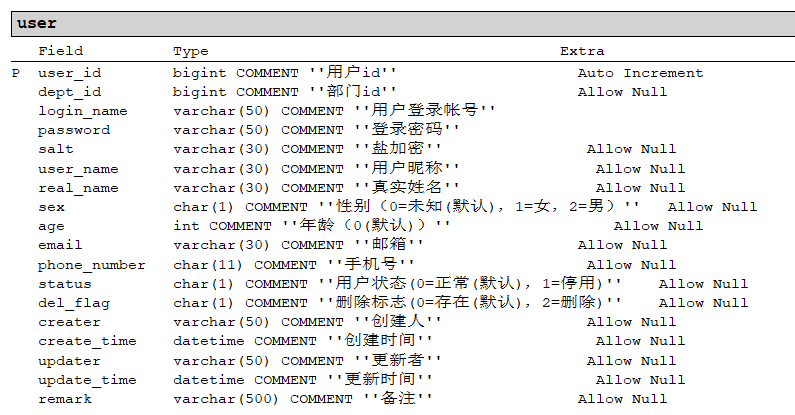 user
Field Type Extra
P user_id bigint COMMENT ''用户id'' Auto Increment
dept_id bigint COMMENT ''部门id'' Allow Null
login_name varchar(50) COMMENT ''用户登录帐号''
password varchar(50) COMMENT ''登录密码''
salt varchar(30) COMMENT ''盐加密'' Allow Null
user_name varchar(30) COMMENT ''用户昵称'' Allow Null
real_name varchar(30) COMMENT ''真实姓名'' Allow Null
sex char(1) COMMENT ''性别（0=未知(默认)，1=女，2=男）'' Allow Null
age int COMMENT ''年龄（0(默认)）'' Allow Null
email varchar(30) COMMENT ''邮箱'' Allow Null
phone_number char(11) COMMENT ''手机号'' Allow Null
status char(1) COMMENT ''用户状态(0=正常(默认)，1=停用)'' Allow Null
del_flag char(1) COMMENT ''删除标志(0=存在(默认)，2=删除)'' Allow Null
creater varchar(50) COMMENT ''创建人'' Allow Null
create_time datetime COMMENT ''创建时间'' Allow Null
updater varchar(50) COMMENT ''更新者'' Allow Null
update_time datetime COMMENT ''更新时间'' Allow Null
remark varchar(500) COMMENT ''备注'' Allow Null